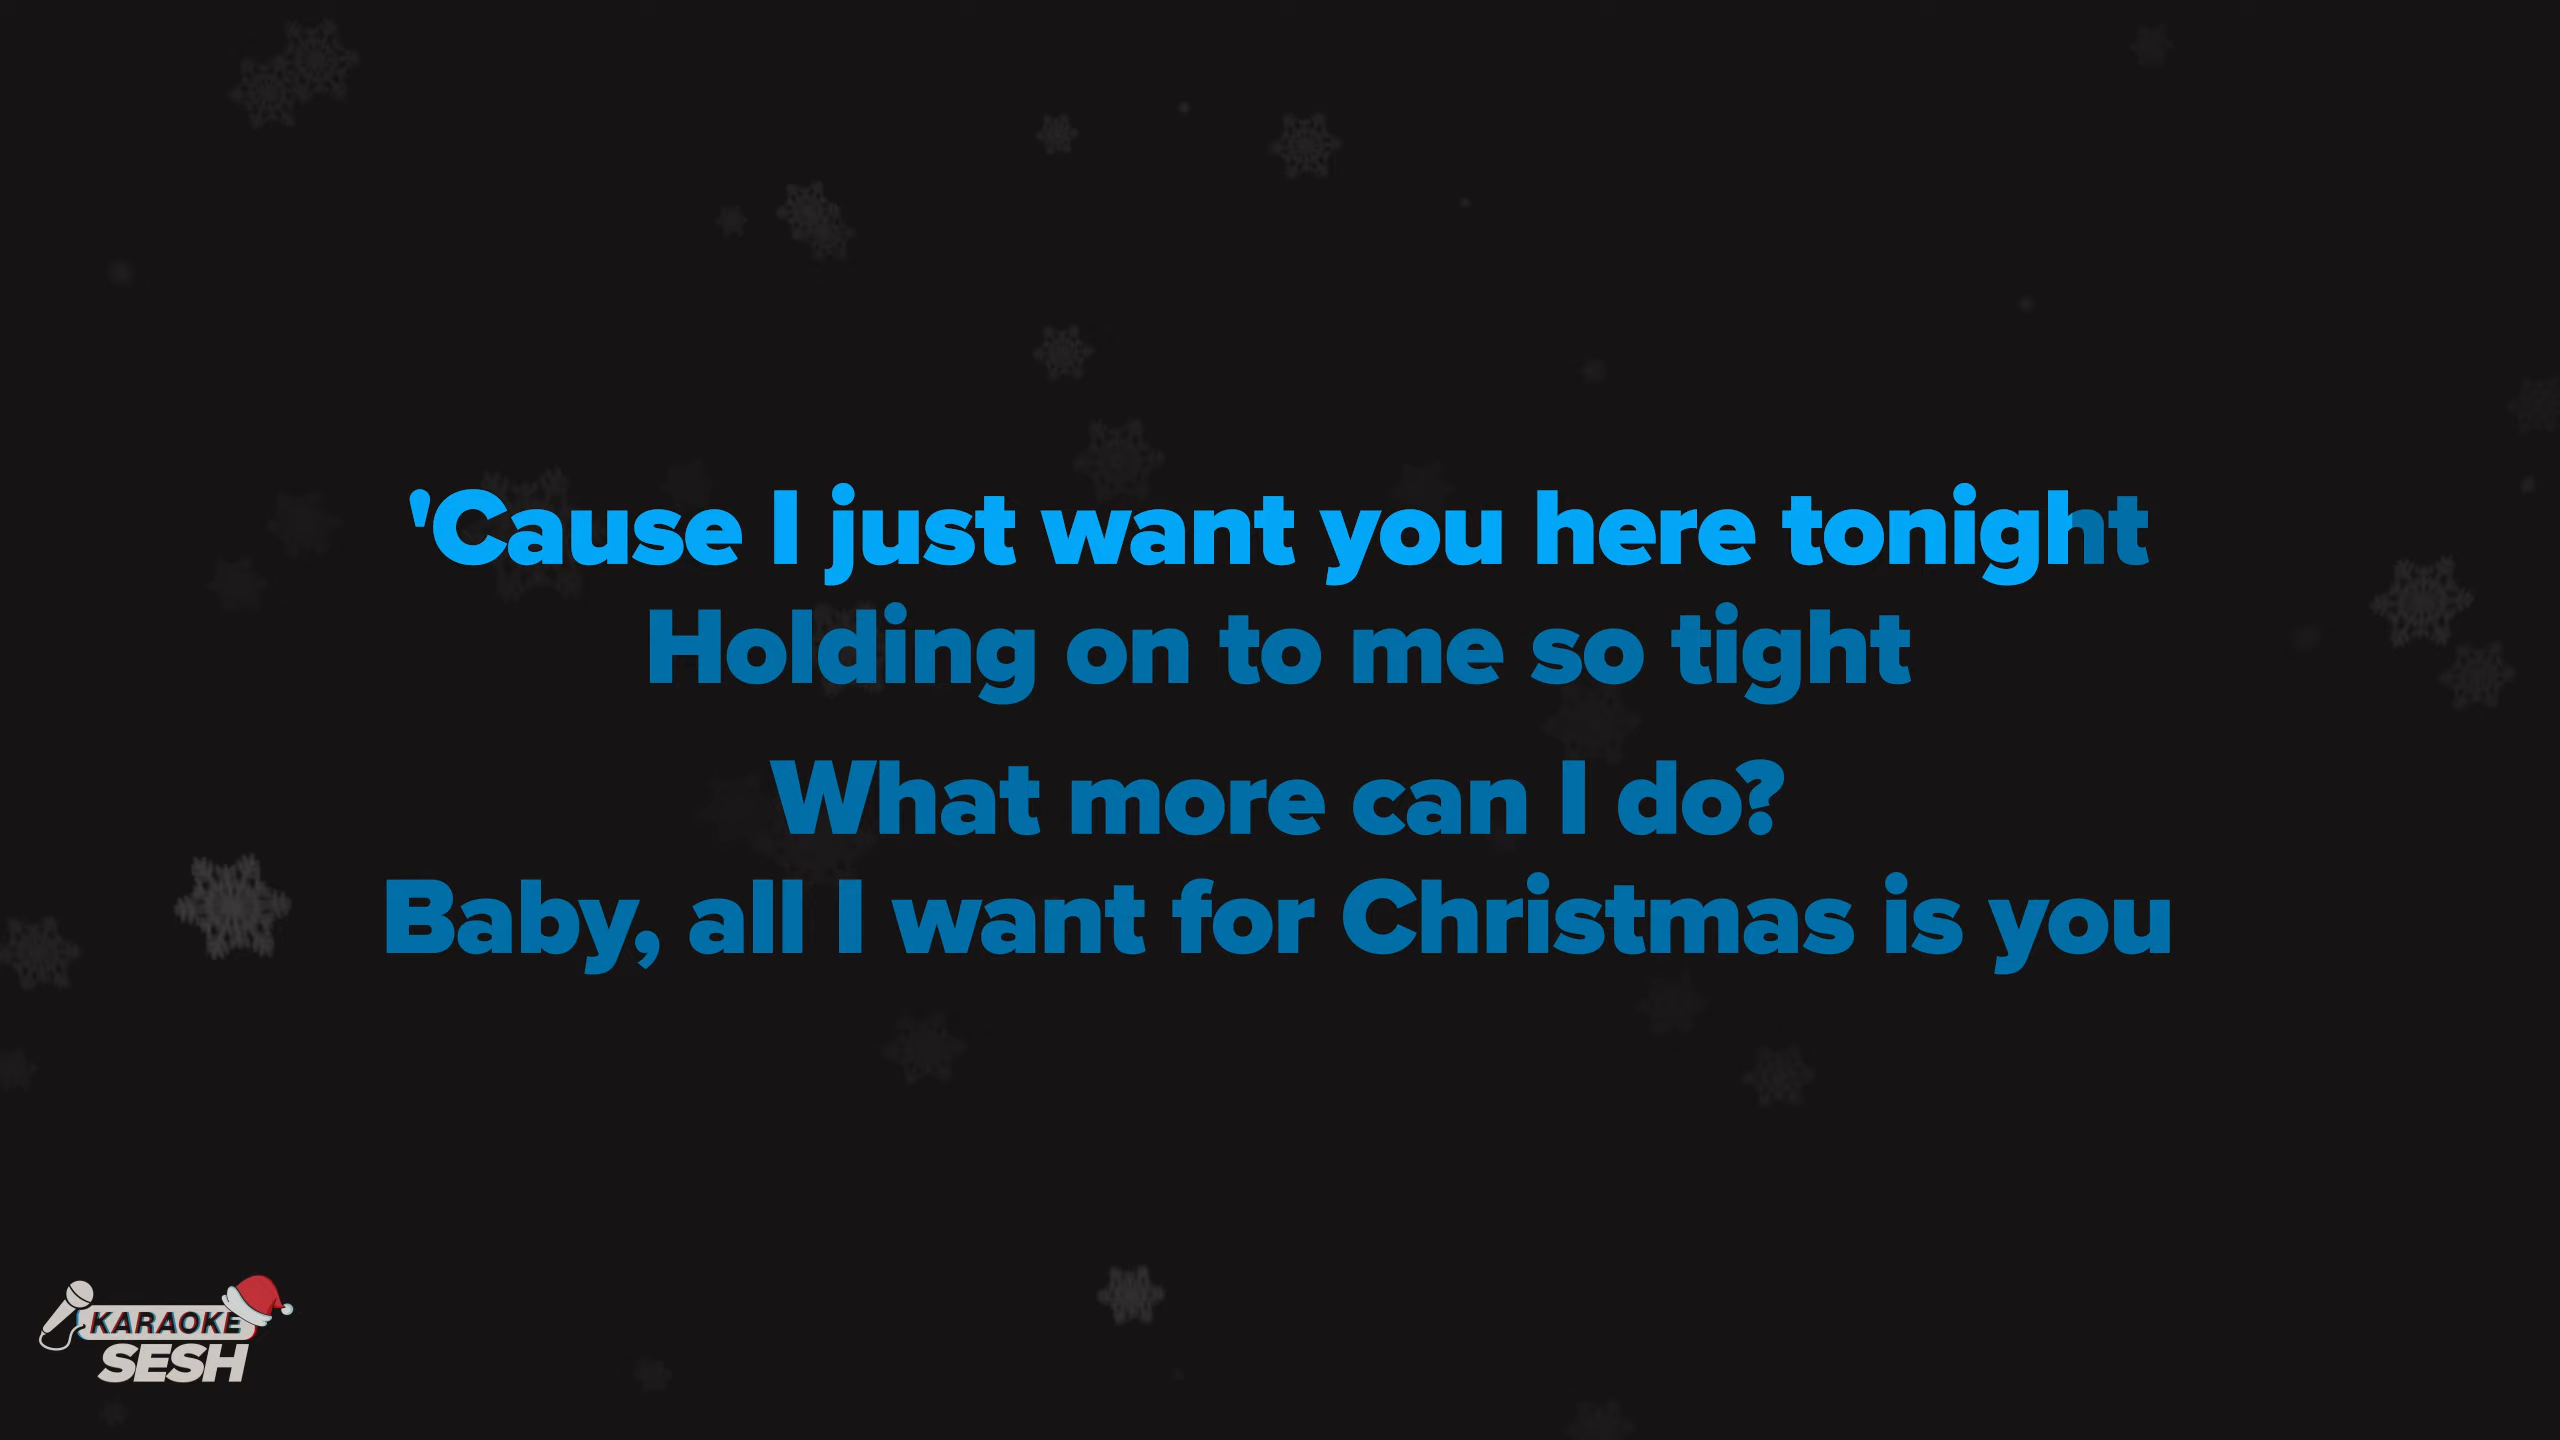 'Cause I just want you here tonight
Holding on to me so tight
What more can I do?
Baby, all I want for Christmas is you
KARAOKE
SESH